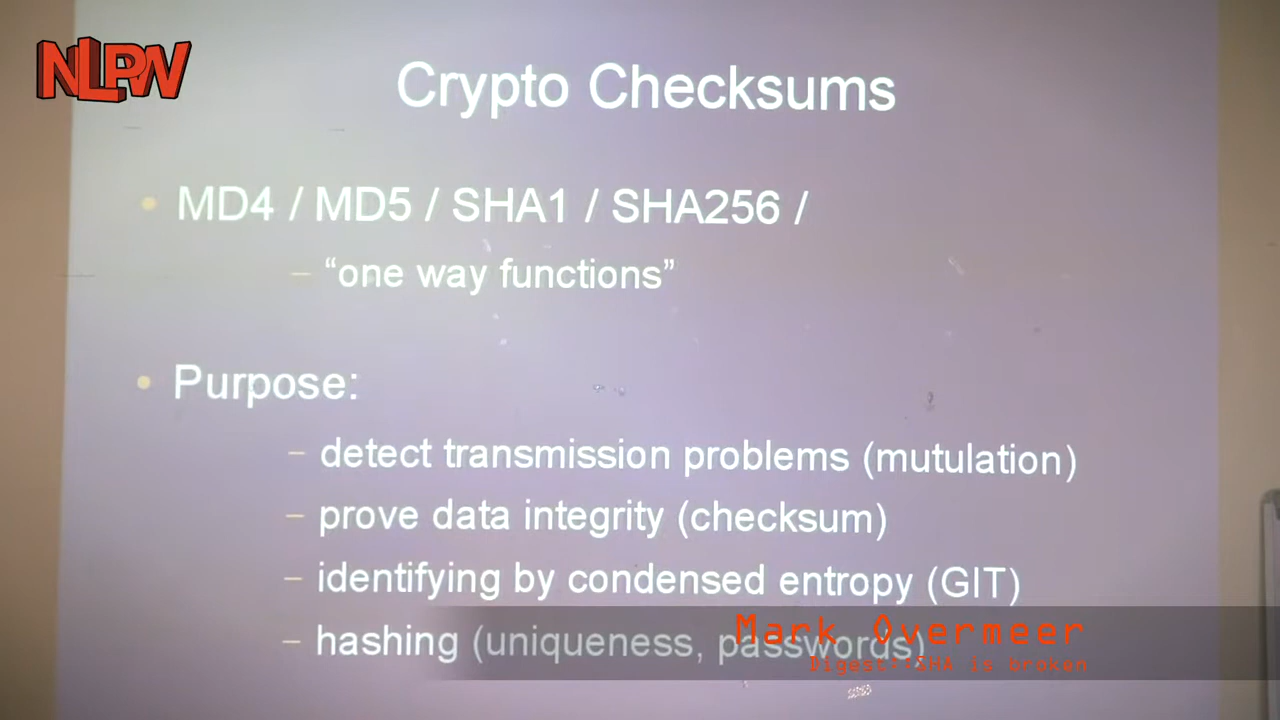 NLPW
Crypto Checksums
• MD4 / MD5 / SHA1 / SHA256 /
– “one way functions”
• Purpose:
– detect transmission problems (mutulation)
– prove data integrity (checksum)
– identifying by condensed entropy (GIT)
– hashing (uniqueness, passwords)
Mark Overmeer
Digest::SHA is broken